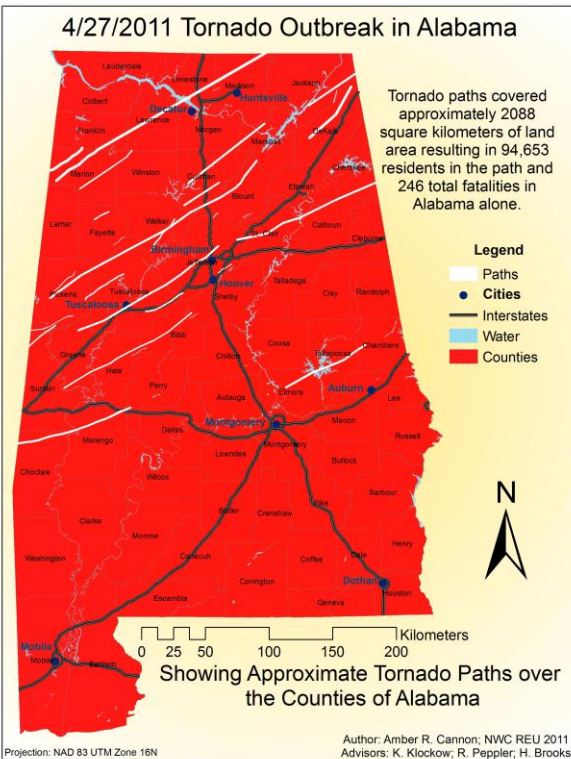 4/27/2011 Tornado Outbreak in Alabama
Tornado paths covered
approximately 2088
square kilometers of land
area resulting in 94,653
residents in the path and
246 total fatalities in
Alabama alone.
Legend
Paths
Cities
Interstates
Water
Counties
N
Lauderdale
Limestone
Madison
Jackson
Huntsville
Colbert
Decatur
Lawrence
Franklin
Morgan
DeKalb
Marshall
Cherokee
Marion
Winston
Cullman
Etowah
Blount
Lamar
Fayette
Walker
St. Clair
Calhoun
Cleburne
Birmingham
Jefferson
Hoover
Pickens
Tuscaloosa
Tuscaloosa
Shelby
Talladega
Clay
Randolph
Bibb
Greene
Hale
Chilton
Coosa
Tallapoosa
Chambers
Sumter
Perry
Autauga
Elmore
Auburn
Lee
Dallas
Montgomery
Macon
Marengo
Lowndes
Montgomery
Russell
Bullock
Choctaw
Wilcox
Barbour
Clarke
Butler
Crenshaw
Pike
Monroe
Washington
Conecuh
Coffee
Dale
Henry
Covington
Dothan
Houston
Escambia
Geneva
Mobile
Mobile
Baldwin
0 25 50 100 150 200
Kilometers
Showing Approximate Tornado Paths over
the Counties of Alabama
Author: Amber R. Cannon; NWC REU 2011
Projection: NAD 83 UTM Zone 16N
Advisors: K. Klockow; R. Peppler; H. Brooks